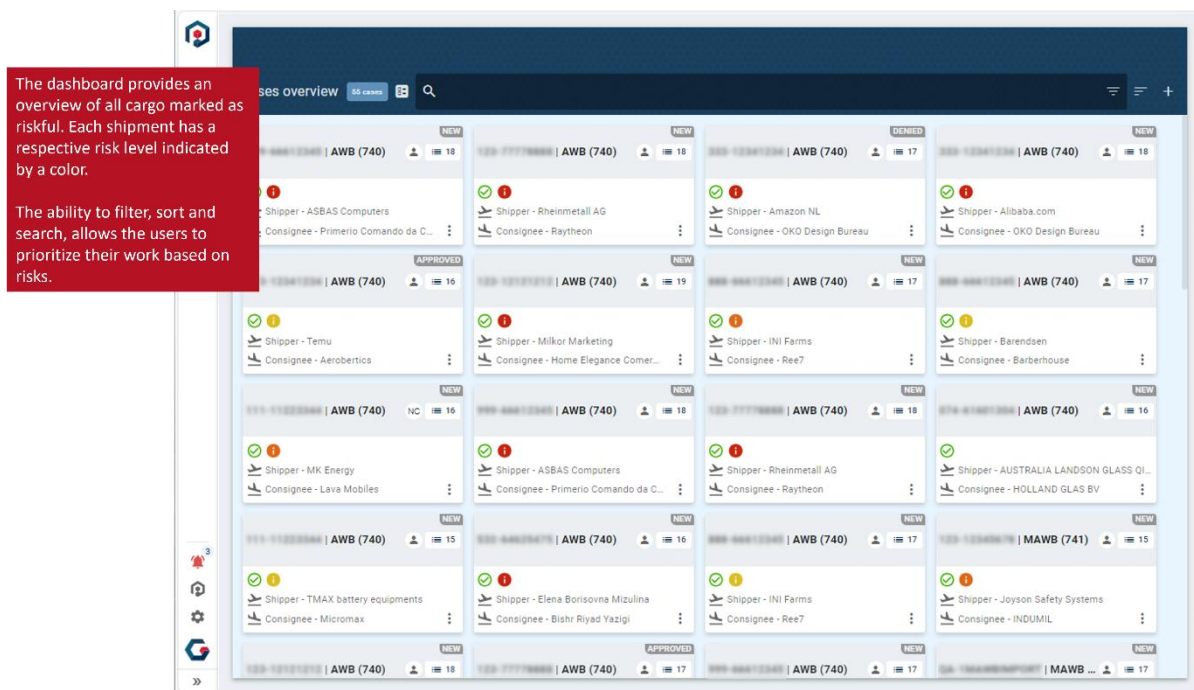 The dashboard provides an
overview of all cargo marked as
riskful. Each shipment has a
respective risk level indicated
by a color.
The ability to filter, sort and
search, allows the users to
prioritize their work based on
risks.
ses overview 55 cases
NEW NEW DENIED NEW
| AWB (740) 18 | AWB (740) 18 | AWB (740) 17 | AWB (740) 18
Shipper - ASBAS Computers Shipper - Rheinmetall AG Shipper - Amazon NL Shipper - Alibaba.com
Consignee - Primerio Comando da C... Consignee - Raytheon Consignee - OKO Design Bureau Consignee - OKO Design Bureau
APPROVED NEW NEW NEW
| AWB (740) 16 | AWB (740) 19 | AWB (740) 17 | AWB (740) 17
Shipper - Temu Shipper - Milkor Marketing Shipper - INI Farms Shipper - Barendsen
Consignee - Aerobertics Consignee - Home Elegance Comer... Consignee - Ree7 Consignee - Barberhouse
NEW NEW NEW NEW
| AWB (740) NC 16 | AWB (740) 18 | AWB (740) 18 | AWB (740) 16
Shipper - MK Energy Shipper - ASBAS Computers Shipper - Rheinmetall AG Shipper - AUSTRALIA LANDSON GLASS QI...
Consignee - Lava Mobiles Consignee - Primerio Comando da C... Consignee - Raytheon Consignee - HOLLAND GLAS BV
NEW NEW NEW NEW
| AWB (740) 15 | AWB (740) 16 | AWB (740) 17 | MAWB (741) 15
Shipper - TMAX battery equipments Shipper - Elena Borisovna Mizulina Shipper - INI Farms Shipper - Joyson Safety Systems
Consignee - Micromax Consignee - Bishr Riyad Yazigi Consignee - Ree7 Consignee - INDUMIL
3
NEW APPROVED NEW NEW
| AWB (740) 18 | AWB (740) 17 | AWB (740) 17 | MAWB ... 17